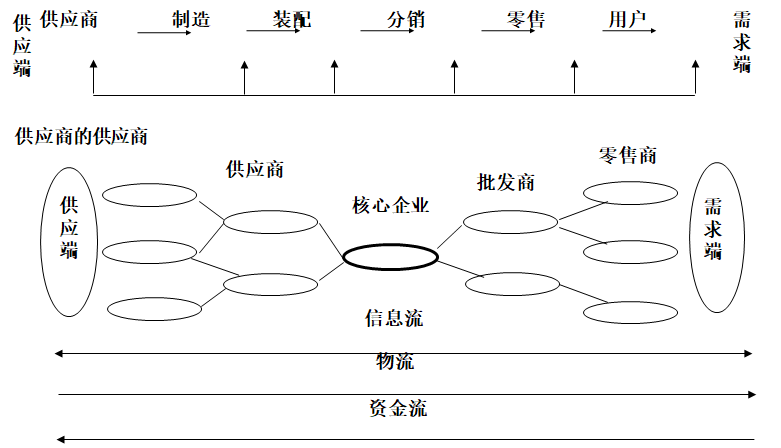 供应端
供应商
制造
装配
分销
零售
用户
需求端
供应商的供应商
供应商
核心企业
批发商
零售商
供应端
需求端
信息流
物流
资金流